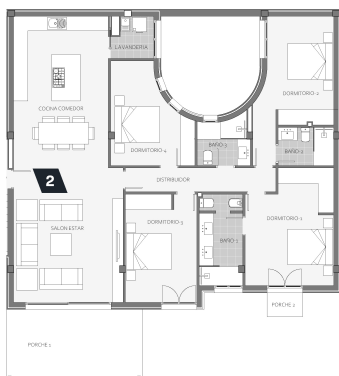 LAVANDERIA
DORMITORIO-2
COCINA COMEDOR
DORMITORIO-4
BAÑO-3
BAÑO-2
2
DISTRIBUIDOR
SALON ESTAR
DORMITORIO-3
DORMITORIO-1
BAÑO-1
PORCHE 2
PORCHE 2